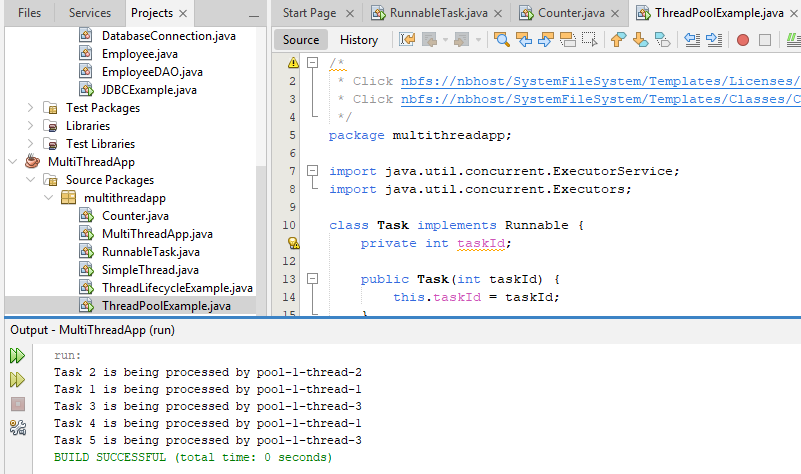 Files Services Projects
DatabaseConnection.java
Employee.java
EmployeeDAO.java
JDBCExample.java
Test Packages
Libraries
Test Libraries
MultiThreadApp
Source Packages
multithreadapp
Counter.java
MultiThreadApp.java
RunnableTask.java
SimpleThread.java
ThreadLifecycleExample.java
ThreadPoolExample.java
Start Page RunnableTask.java Counter.java ThreadPoolExample.java
Source History
/*
2 * Click nbfs://nbhost/SystemFileSystem/Templates/Licenses/
3 * Click nbfs://nbhost/SystemFileSystem/Templates/Classes/C
4 */
5 package multithreadapp;
6
7 import java.util.concurrent.ExecutorService;
8 import java.util.concurrent.Executors;
9
10 class Task implements Runnable {
private int taskId;
12
13 public Task(int taskId) {
14 this.taskId = taskId;
15 }
Output - MultiThreadApp (run)
run:
Task 2 is being processed by pool-1-thread-2
Task 1 is being processed by pool-1-thread-1
Task 3 is being processed by pool-1-thread-3
Task 4 is being processed by pool-1-thread-1
Task 5 is being processed by pool-1-thread-3
BUILD SUCCESSFUL (total time: 0 seconds)